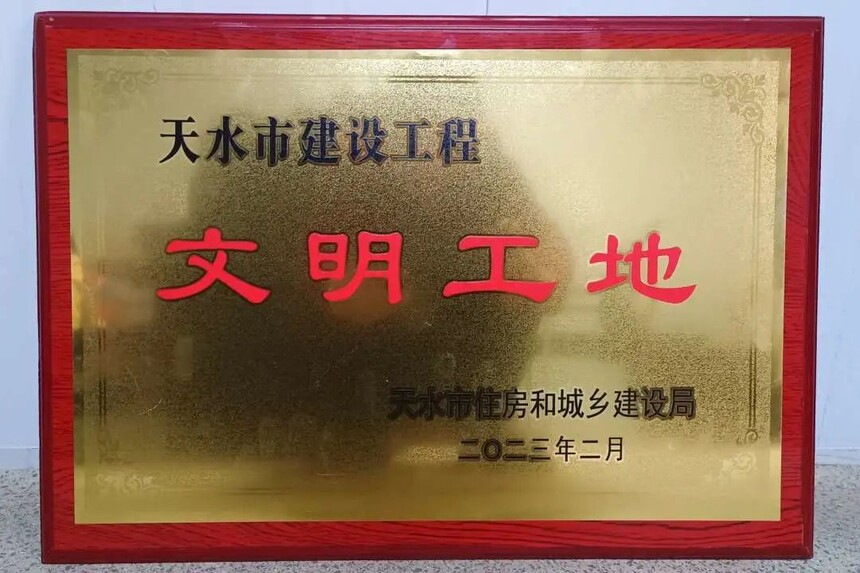 天水市建设工程
文明工地
天水市住房和城乡建设局
二〇二三年二月